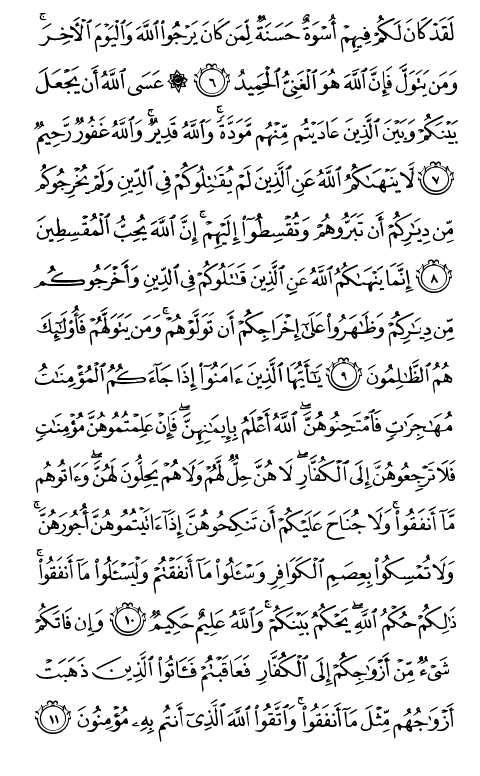 لَقَدْ كَانَ لَكُمْ فِيهِمْ أُسْوَةٌ حَسَنَةٌ لِّمَن كَانَ يَرْجُوا۟ ٱللَّهَ وَٱلْيَوْمَ ٱلْـَٔاخِرَ ۚ
وَمَن يَتَوَلَّ فَإِنَّ ٱللَّهَ هُوَ ٱلْغَنِىُّ ٱلْحَمِيدُ ٦ ۞ عَسَى ٱللَّهُ أَن يَجْعَلَ
بَيْنَكُمْ وَبَيْنَ ٱلَّذِينَ عَادَيْتُم مِّنْهُم مَّوَدَّةً ۚ وَٱللَّهُ قَدِيرٌ ۚ وَٱللَّهُ غَفُورٌ رَّحِيمٌ
٧ لَّا يَنْهَىٰكُمُ ٱللَّهُ عَنِ ٱلَّذِينَ لَمْ يُقَـٰتِلُوكُمْ فِى ٱلدِّينِ وَلَمْ يُخْرِجُوكُم
مِّن دِيَـٰرِكُمْ أَن تَبَرُّوهُمْ وَتُقْسِطُوٓا۟ إِلَيْهِمْ ۚ إِنَّ ٱللَّهَ يُحِبُّ ٱلْمُقْسِطِينَ
٨ إِنَّمَا يَنْهَىٰكُمُ ٱللَّهُ عَنِ ٱلَّذِينَ قَـٰتَلُوكُمْ فِى ٱلدِّينِ وَأَخْرَجُوكُم
مِّن دِيَـٰرِكُمْ وَظَـٰهَرُوا۟ عَلَىٰٓ إِخْرَاجِكُمْ أَن تَوَلَّوْهُمْ ۚ وَمَن يَتَوَلَّهُمْ فَأُو۟لَـٰٓئِكَ
هُمُ ٱلظَّـٰلِمُونَ ٩ يَـٰٓأَيُّهَا ٱلَّذِينَ ءَامَنُوٓا۟ إِذَا جَآءَكُمُ ٱلْمُؤْمِنَـٰتُ
مُهَـٰجِرَٰتٍ فَٱمْتَحِنُوهُنَّ ۖ ٱللَّهُ أَعْلَمُ بِإِيمَـٰنِهِنَّ ۖ فَإِنْ عَلِمْتُمُوهُنَّ مُؤْمِنَـٰتٍ
فَلَا تَرْجِعُوهُنَّ إِلَى ٱلْكُفَّارِ ۖ لَا هُنَّ حِلٌّ لَّهُمْ وَلَا هُمْ يَحِلُّونَ لَهُنَّ ۖ وَءَاتُوهُم
مَّآ أَنفَقُوا۟ ۚ وَلَا جُنَاحَ عَلَيْكُمْ أَن تَنكِحُوهُنَّ إِذَآ ءَاتَيْتُمُوهُنَّ أُجُورَهُنَّ ۚ
وَلَا تُمْسِكُوا۟ بِعِصَمِ ٱلْكَوَافِرِ وَسْـَٔلُوا۟ مَآ أَنفَقْتُمْ وَلْيَسْـَٔلُوا۟ مَآ أَنفَقُوا۟ ۚ
ذَٰلِكُمْ حُكْمُ ٱللَّهِ ۖ يَحْكُمُ بَيْنَكُمْ ۚ وَٱللَّهُ عَلِيمٌ حَكِيمٌ ١٠ وَإِن فَاتَكُمْ
شَىْءٌ مِّنْ أَزْوَٰجِكُمْ إِلَى ٱلْكُفَّارِ فَعَاقَبْتُمْ فَـَٔاتُوا۟ ٱلَّذِينَ ذَهَبَتْ
أَزْوَٰجُهُم مِّثْلَ مَآ أَنفَقُوا۟ ۚ وَٱتَّقُوا۟ ٱللَّهَ ٱلَّذِىٓ أَنتُم بِهِۦ مُؤْمِنُونَ ١١